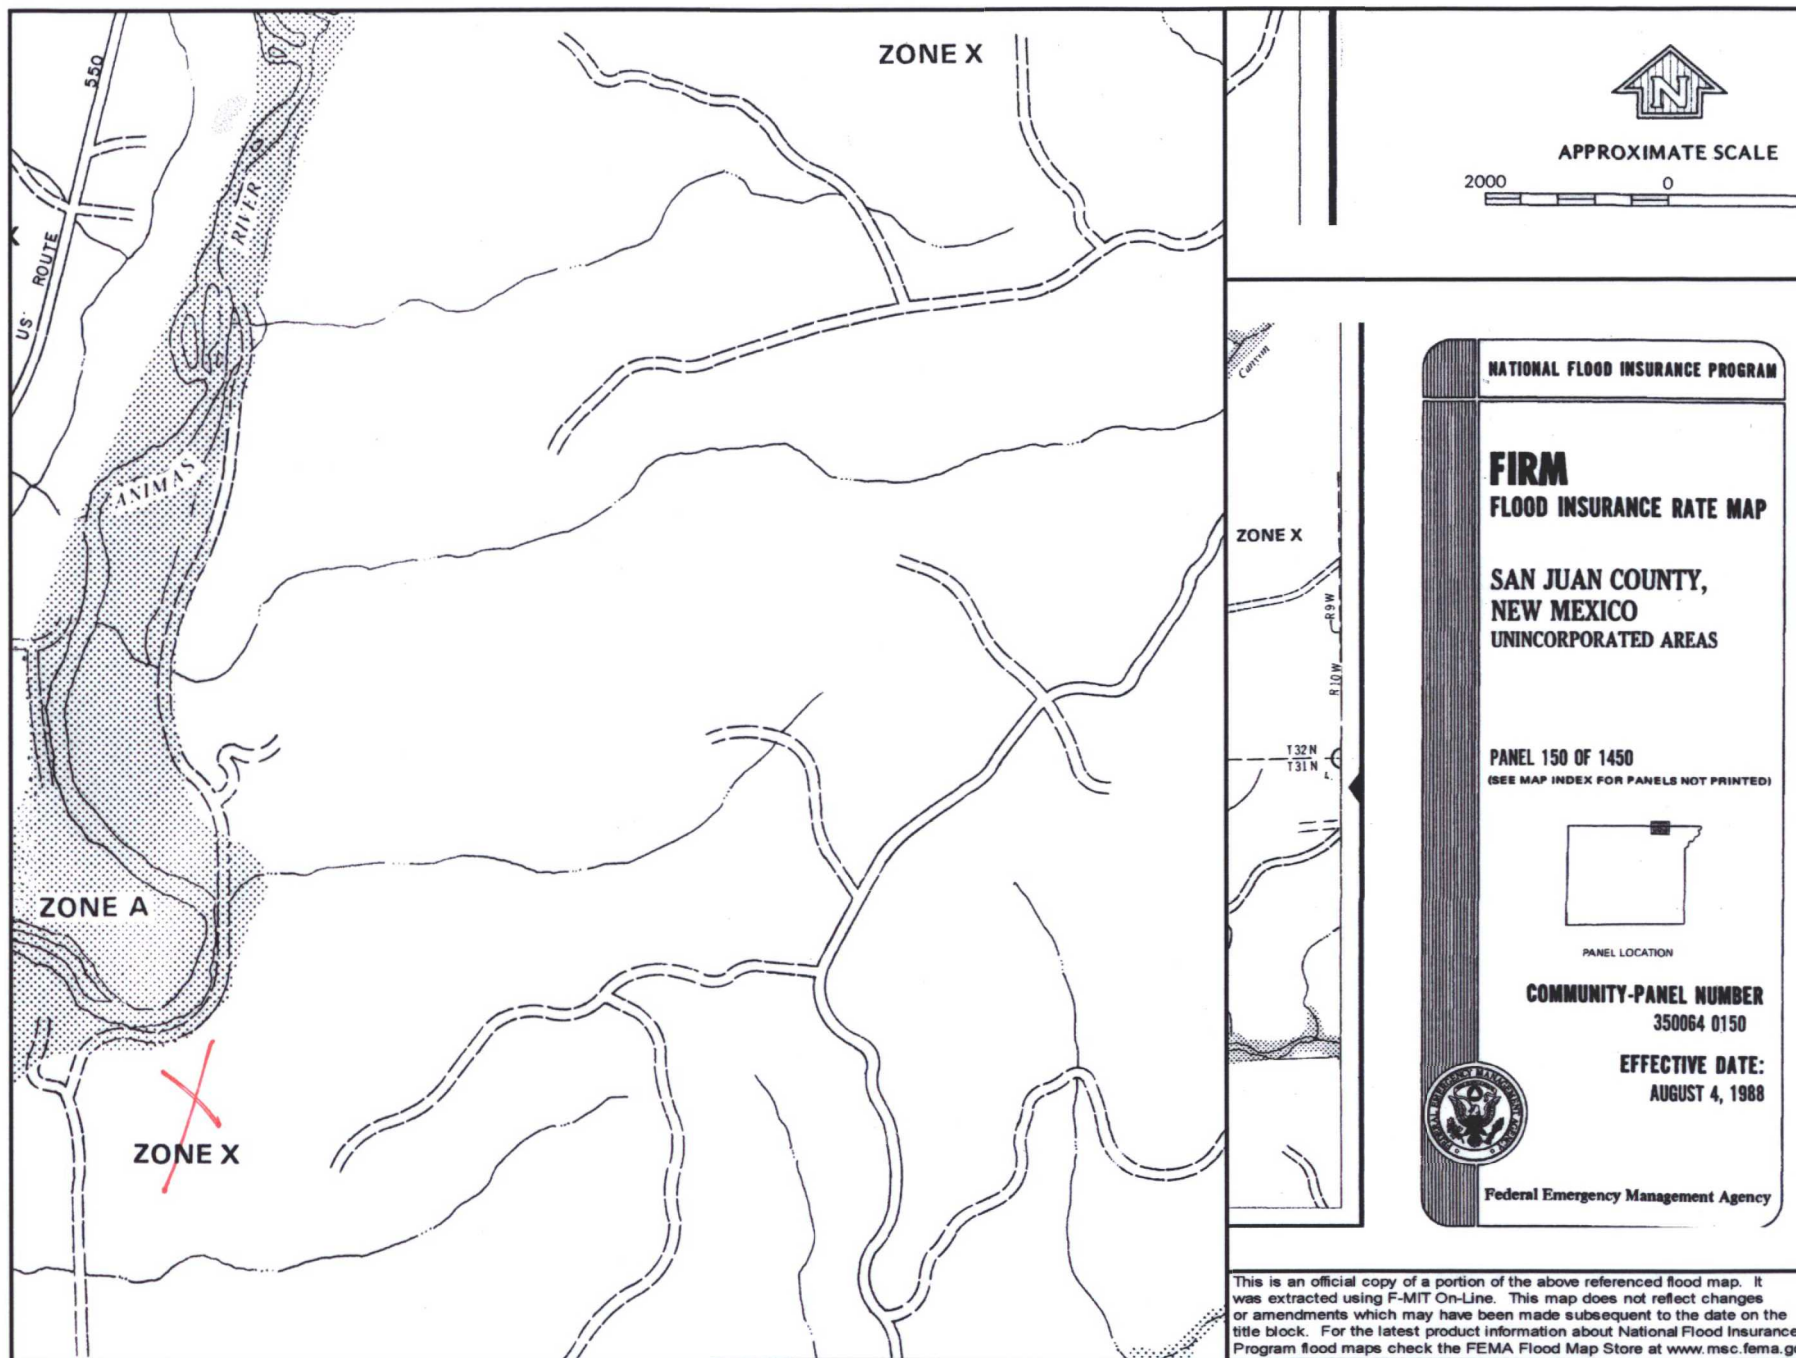 ZONE X
550
US ROUTE
RIVER
ANIMAS
ZONE A
ZONE X
X
N
APPROXIMATE SCALE
2000 0
Canyon
ZONE X
R9W
R10W
T32N
T31N
NATIONAL FLOOD INSURANCE PROGRAM
FIRM
FLOOD INSURANCE RATE MAP
SAN JUAN COUNTY,
NEW MEXICO
UNINCORPORATED AREAS
PANEL 150 OF 1450
(SEE MAP INDEX FOR PANELS NOT PRINTED)
PANEL LOCATION
COMMUNITY-PANEL NUMBER
350064 0150
EFFECTIVE DATE:
AUGUST 4, 1988
FEDERAL EMERGENCY MANAGEMENT AGENCY
Federal Emergency Management Agency
This is an official copy of a portion of the above referenced flood map. It
was extracted using F-MIT On-Line. This map does not reflect changes
or amendments which may have been made subsequent to the date on the
title block. For the latest product information about National Flood Insurance
Program flood maps check the FEMA Flood Map Store at www.msc.fema.g